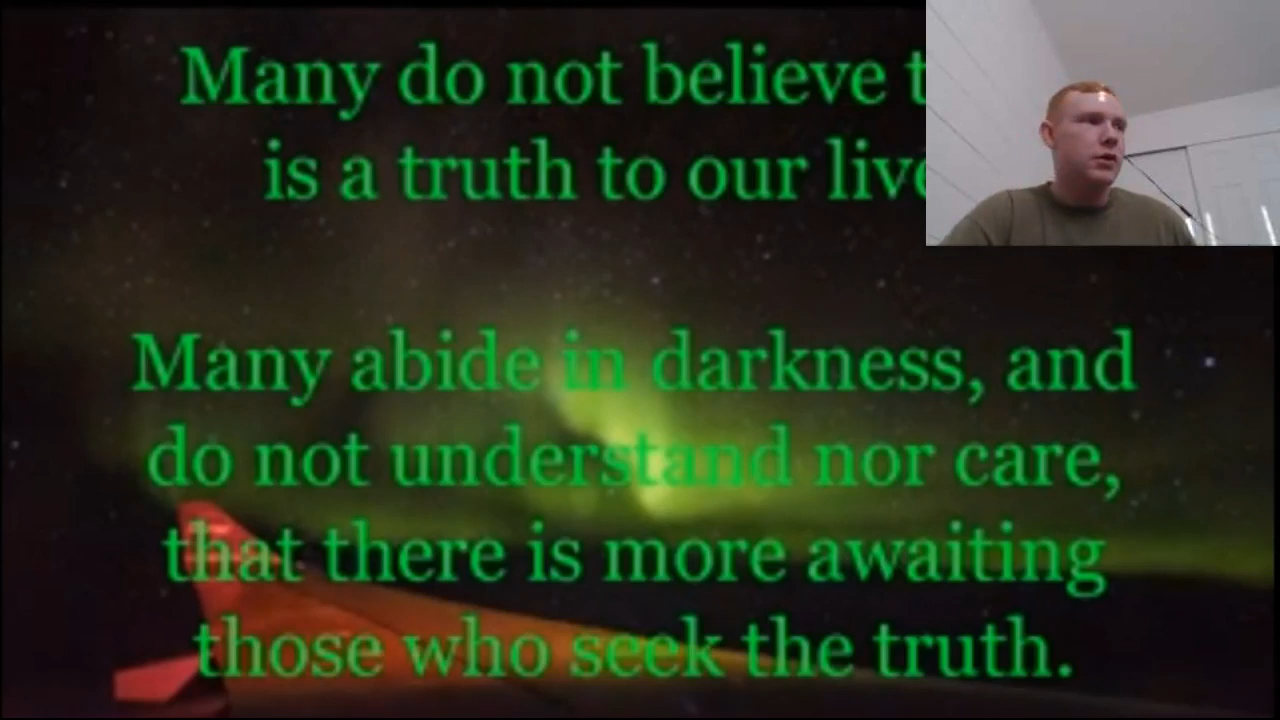 Many do not believe
is a truth to our
Many abide in darkness, and
do not understand nor care,
that there is more awaiting
those who seek the truth.